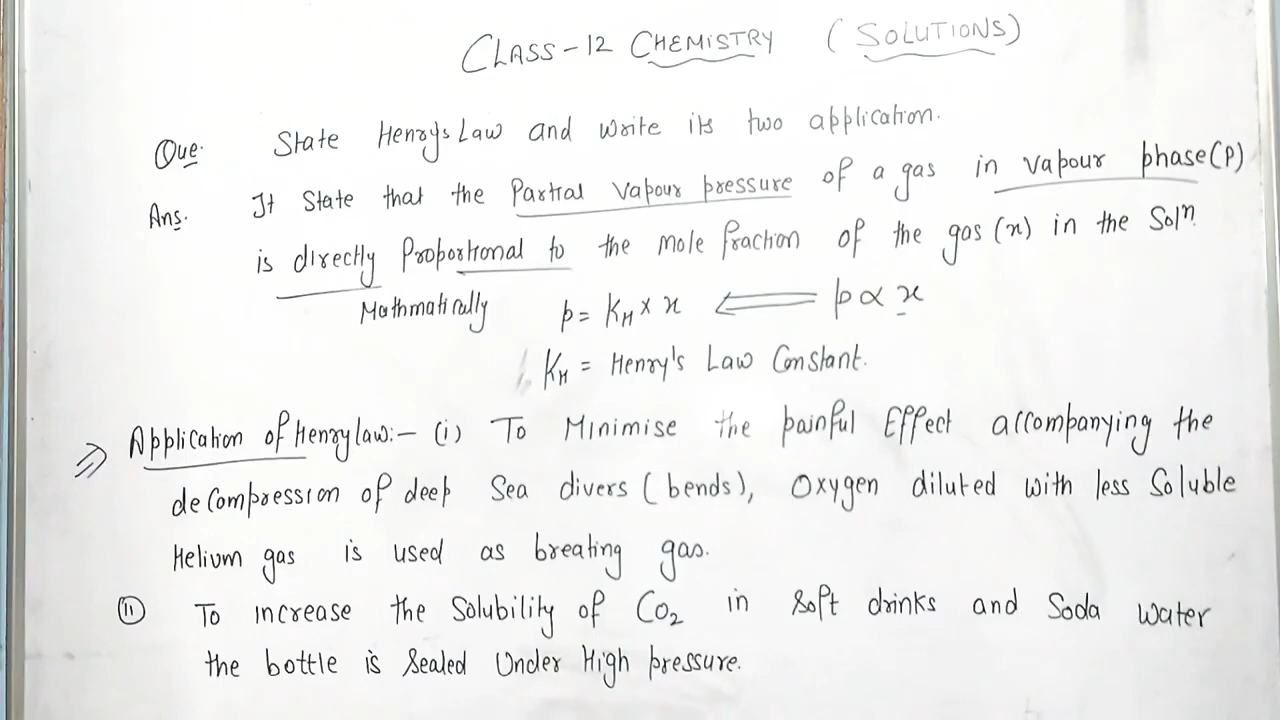 CLASS-12 CHEMISTRY (SOLUTIONS)
Que. State Henry's Law and write its two application.
Ans. It State that the Partial Vapour pressure of a gas in vapour phase(P)
is directly Proportional to the mole fraction of the gas (x) in the Solⁿ.
Mathmatically p = K_H × x ⟸ p ∝ x
K_H = Henry's Law Constant.
⇒ Application of Henry law:- (i) To Minimise the painful Effect accompanying the
decompression of deep Sea divers (bends), Oxygen diluted with less Soluble
Helium gas is used as breating gas.
(ii) To increase the Solubility of CO₂ in Soft drinks and Soda water
the bottle is Sealed Under High pressure.